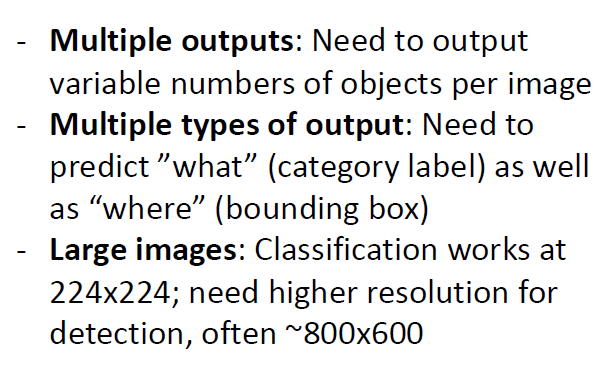 - Multiple outputs: Need to output
variable numbers of objects per image
- Multiple types of output: Need to
predict ”what” (category label) as well
as “where” (bounding box)
- Large images: Classification works at
224x224; need higher resolution for
detection, often ~800x600